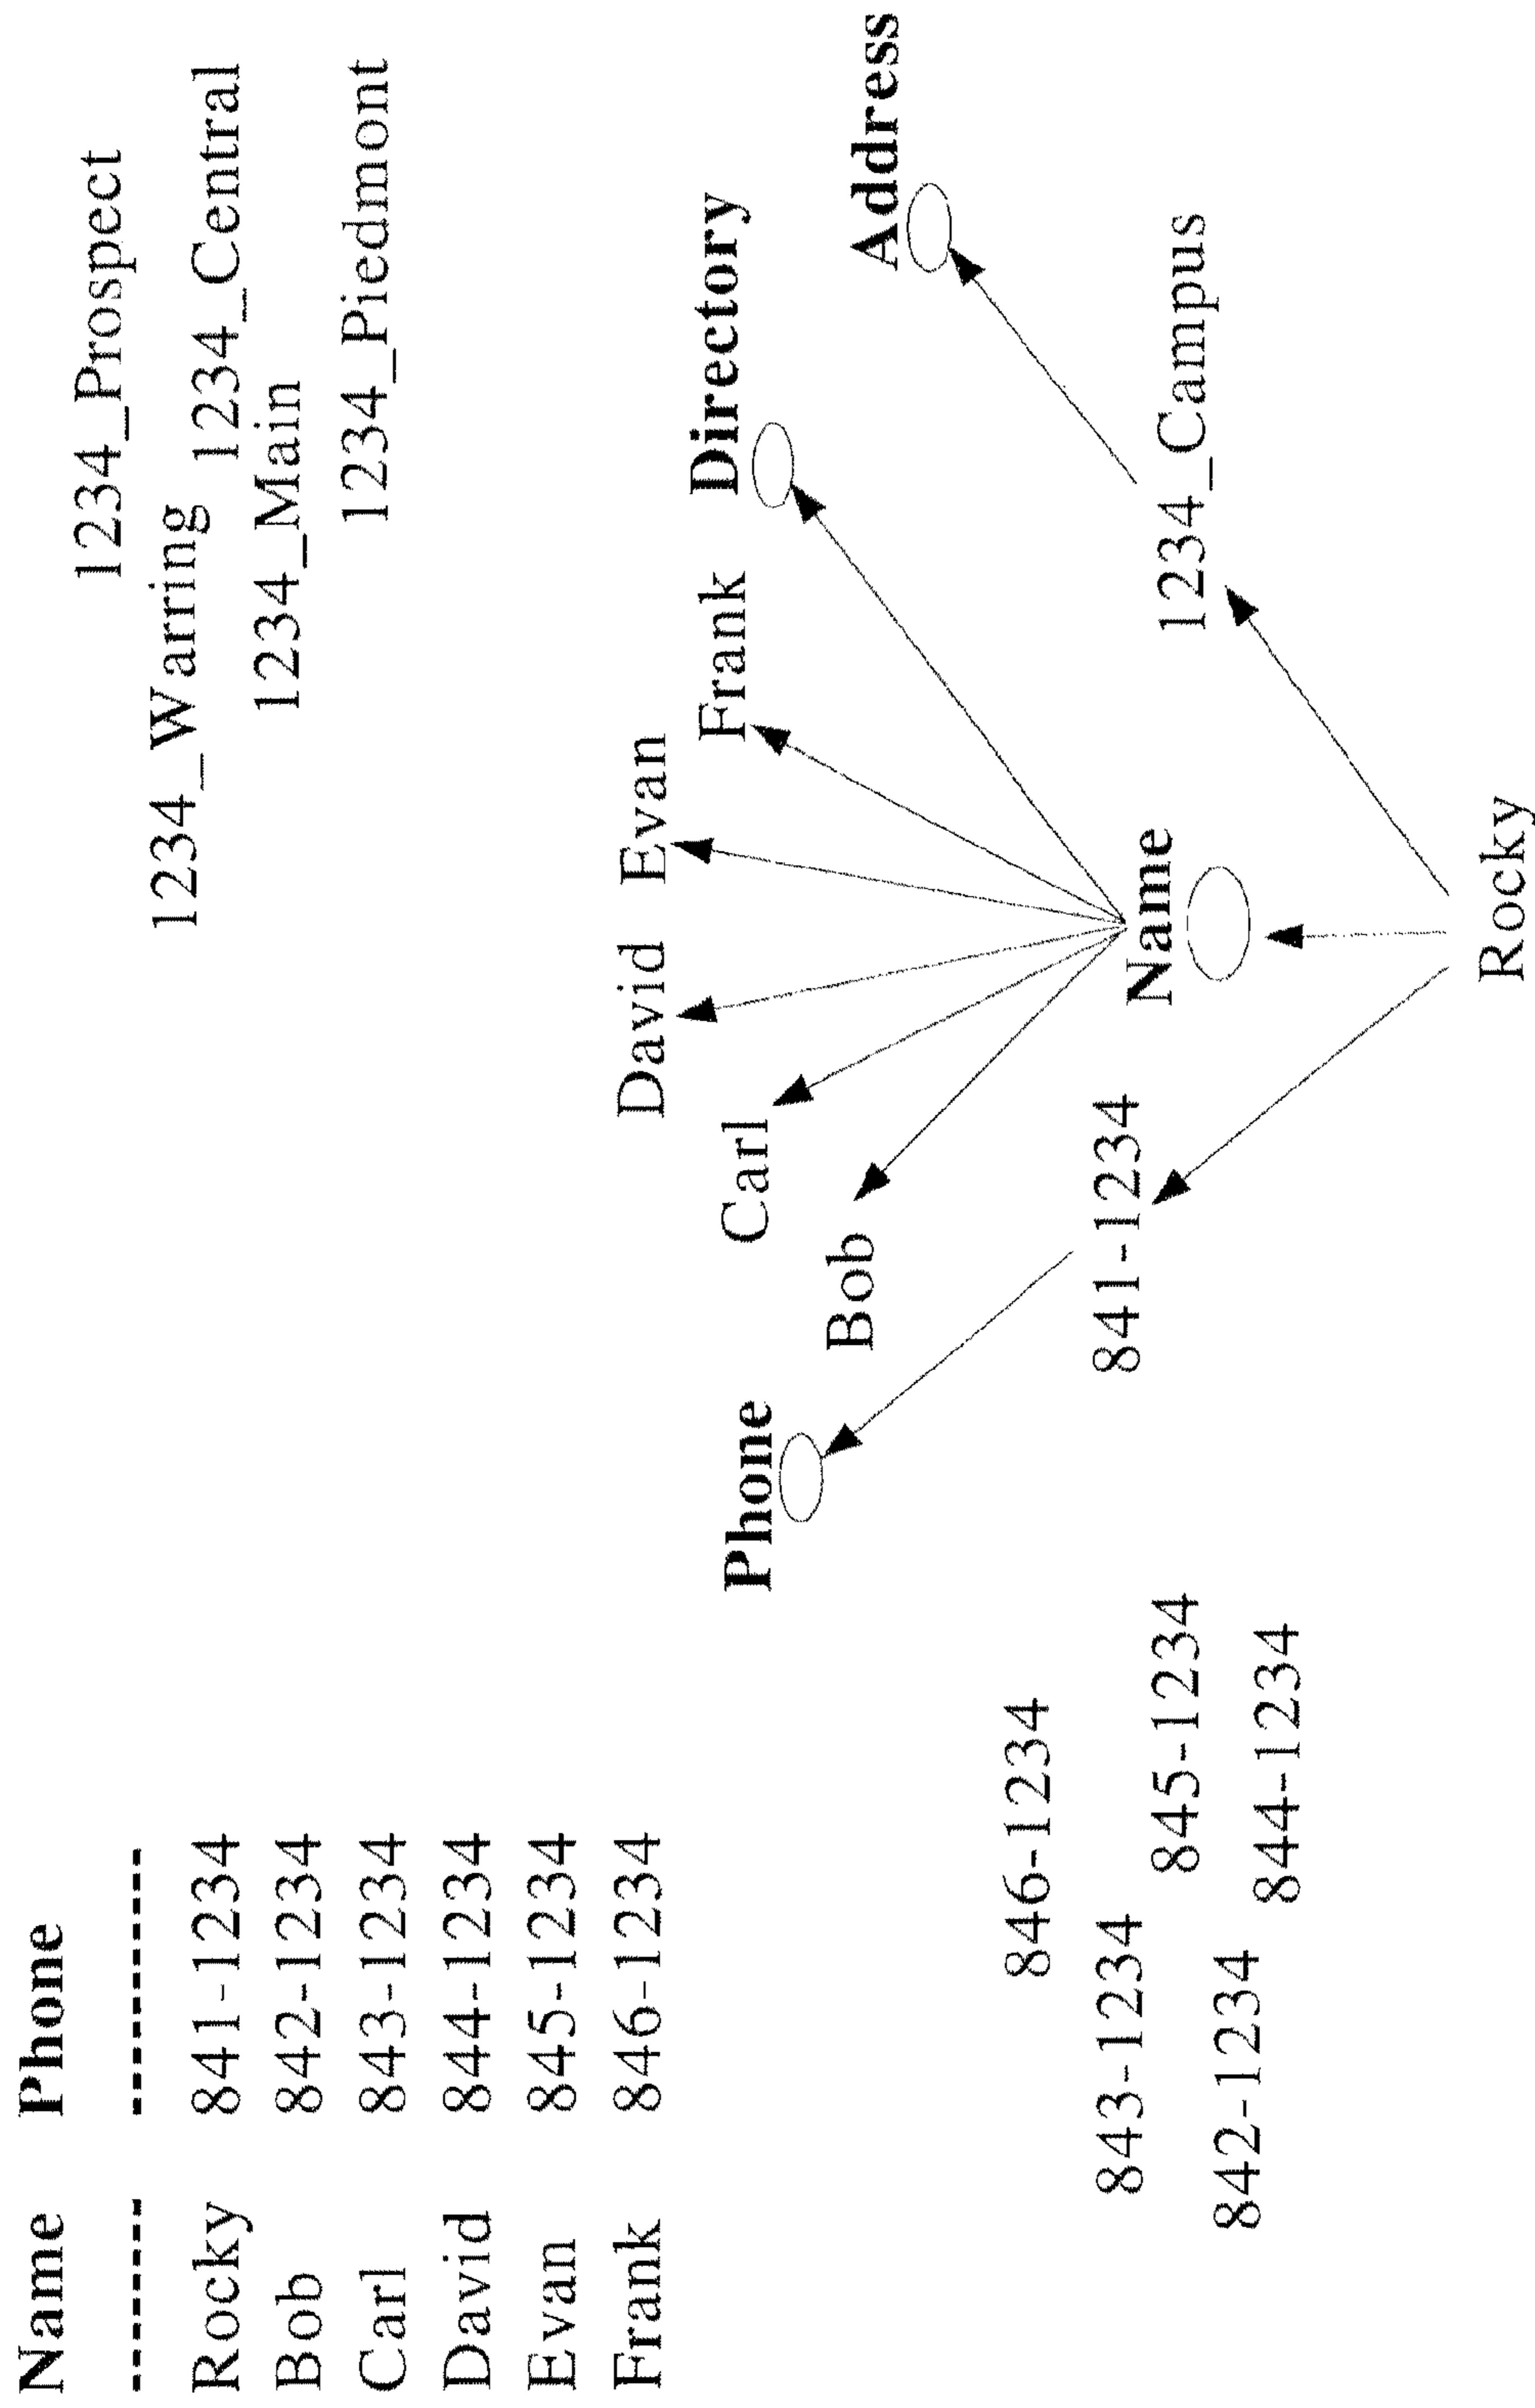 Name Phone
-------- -----------
Rocky 841-1234
Bob 842-1234
Carl 843-1234
David 844-1234
Evan 845-1234
Frank 846-1234
1234_Prospect
1234_Warring
1234_Central
1234_Main
1234_Piedmont
David
Evan
Carl
Frank
Directory
Phone
Bob
Address
846-1234
843-1234
845-1234
842-1234
844-1234
841-1234
Name
1234_Campus
Rocky